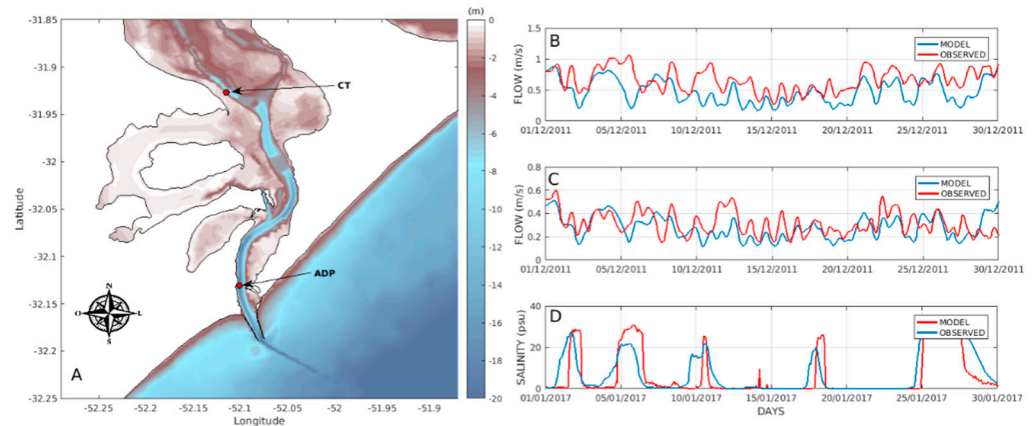 -31.85
-31.9
-31.95
-32
-32.05
-32.1
-32.15
-32.2
-32.25
Latitude
-52.25 -52.2 -52.15 -52.1 -52.05 -52.0 -51.95 -51.9
Longitude
A
CT
ADP
N
O L
S
(m)
0
-2
-4
-6
-8
-10
-12
-14
-16
-18
-20
B
MODEL
OBSERVED
FLOW (m/s)
1.5
1
0.5
0
01/12/2011 05/12/2011 10/12/2011 15/12/2011 20/12/2011 25/12/2011 30/12/2011
C
MODEL
OBSERVED
FLOW (m/s)
0.8
0.6
0.4
0.2
0
01/12/2011 05/12/2011 10/12/2011 15/12/2011 20/12/2011 25/12/2011 30/12/2011
D
MODEL
OBSERVED
SALINITY (psu)
40
20
0
01/01/2017 05/01/2017 10/01/2017 15/01/2017 20/01/2017 25/01/2017 30/01/2017
DAYS